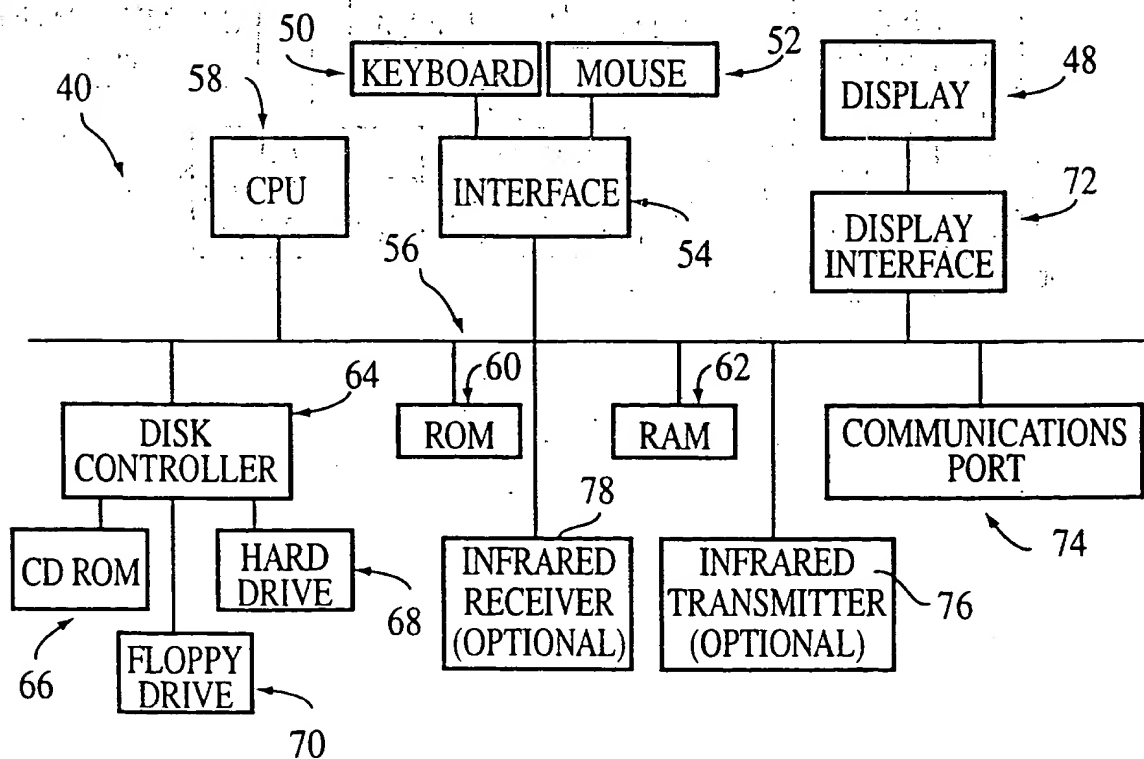 50
52
58
KEYBOARD
MOUSE
48
40
DISPLAY
CPU
INTERFACE
72
56
54
DISPLAY
INTERFACE
64
60
62
DISK
CONTROLLER
ROM
RAM
COMMUNICATIONS
PORT
78
74
CD ROM
HARD
DRIVE
INFRARED
RECEIVER
(OPTIONAL)
INFRARED
TRANSMITTER
(OPTIONAL)
76
68
66
FLOPPY
DRIVE
70